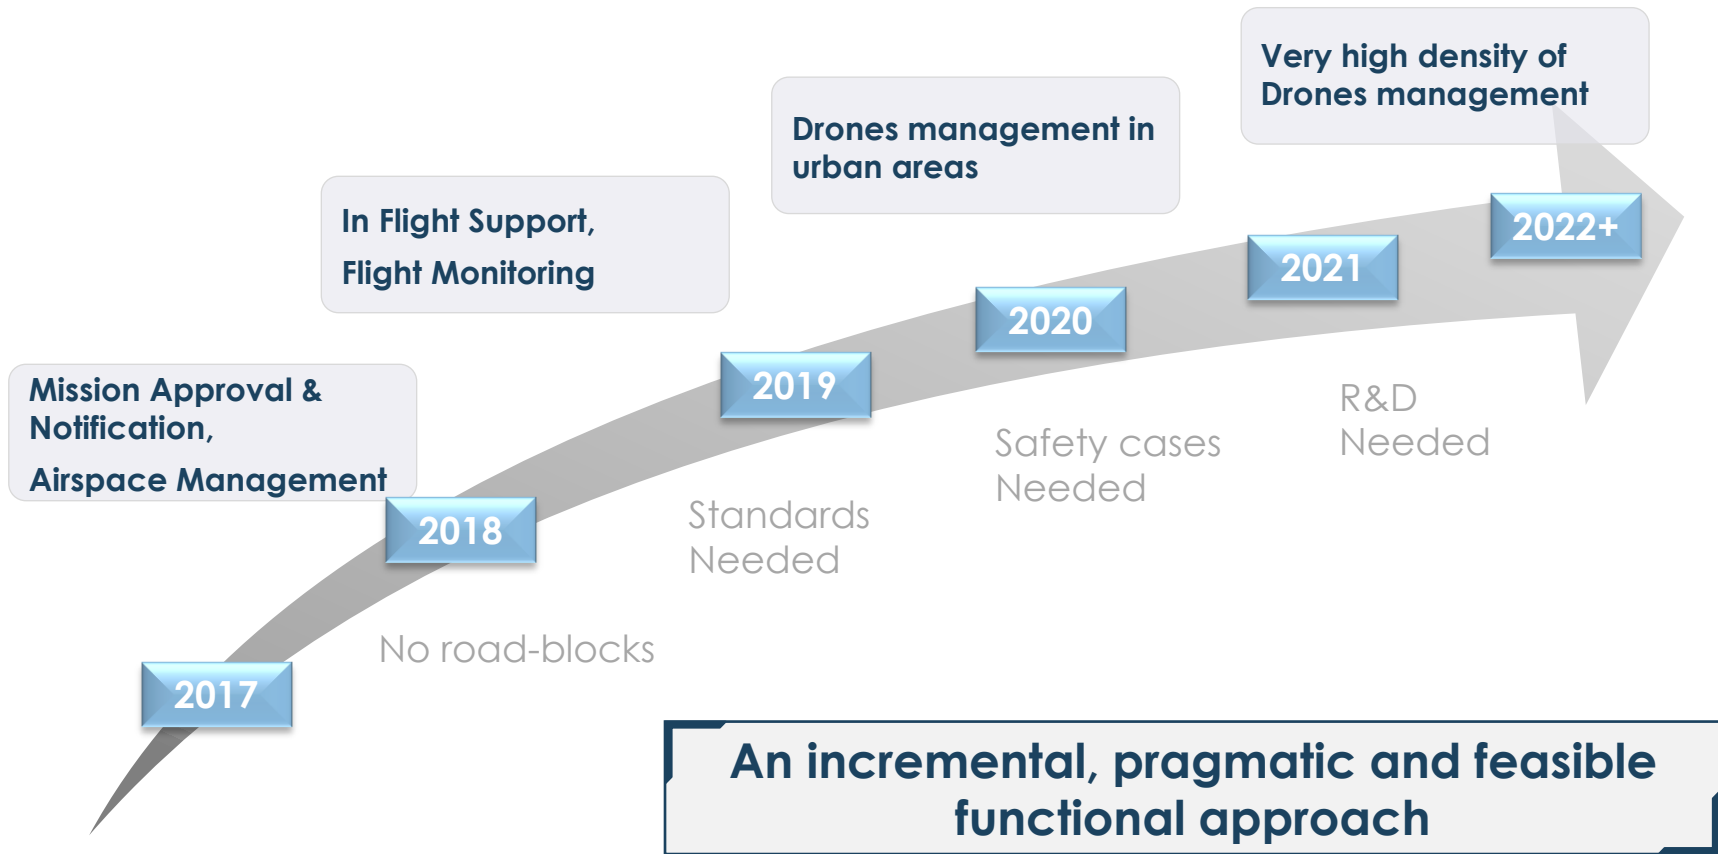 Very high density of
Drones management
Drones management in
urban areas
In Flight Support,
Flight Monitoring
Mission Approval &
Notification,
Airspace Management
2017
2018
2019
2020
2021
2022+
No road-blocks
Standards
Needed
Safety cases
Needed
R&D
Needed
An incremental, pragmatic and feasible
functional approach